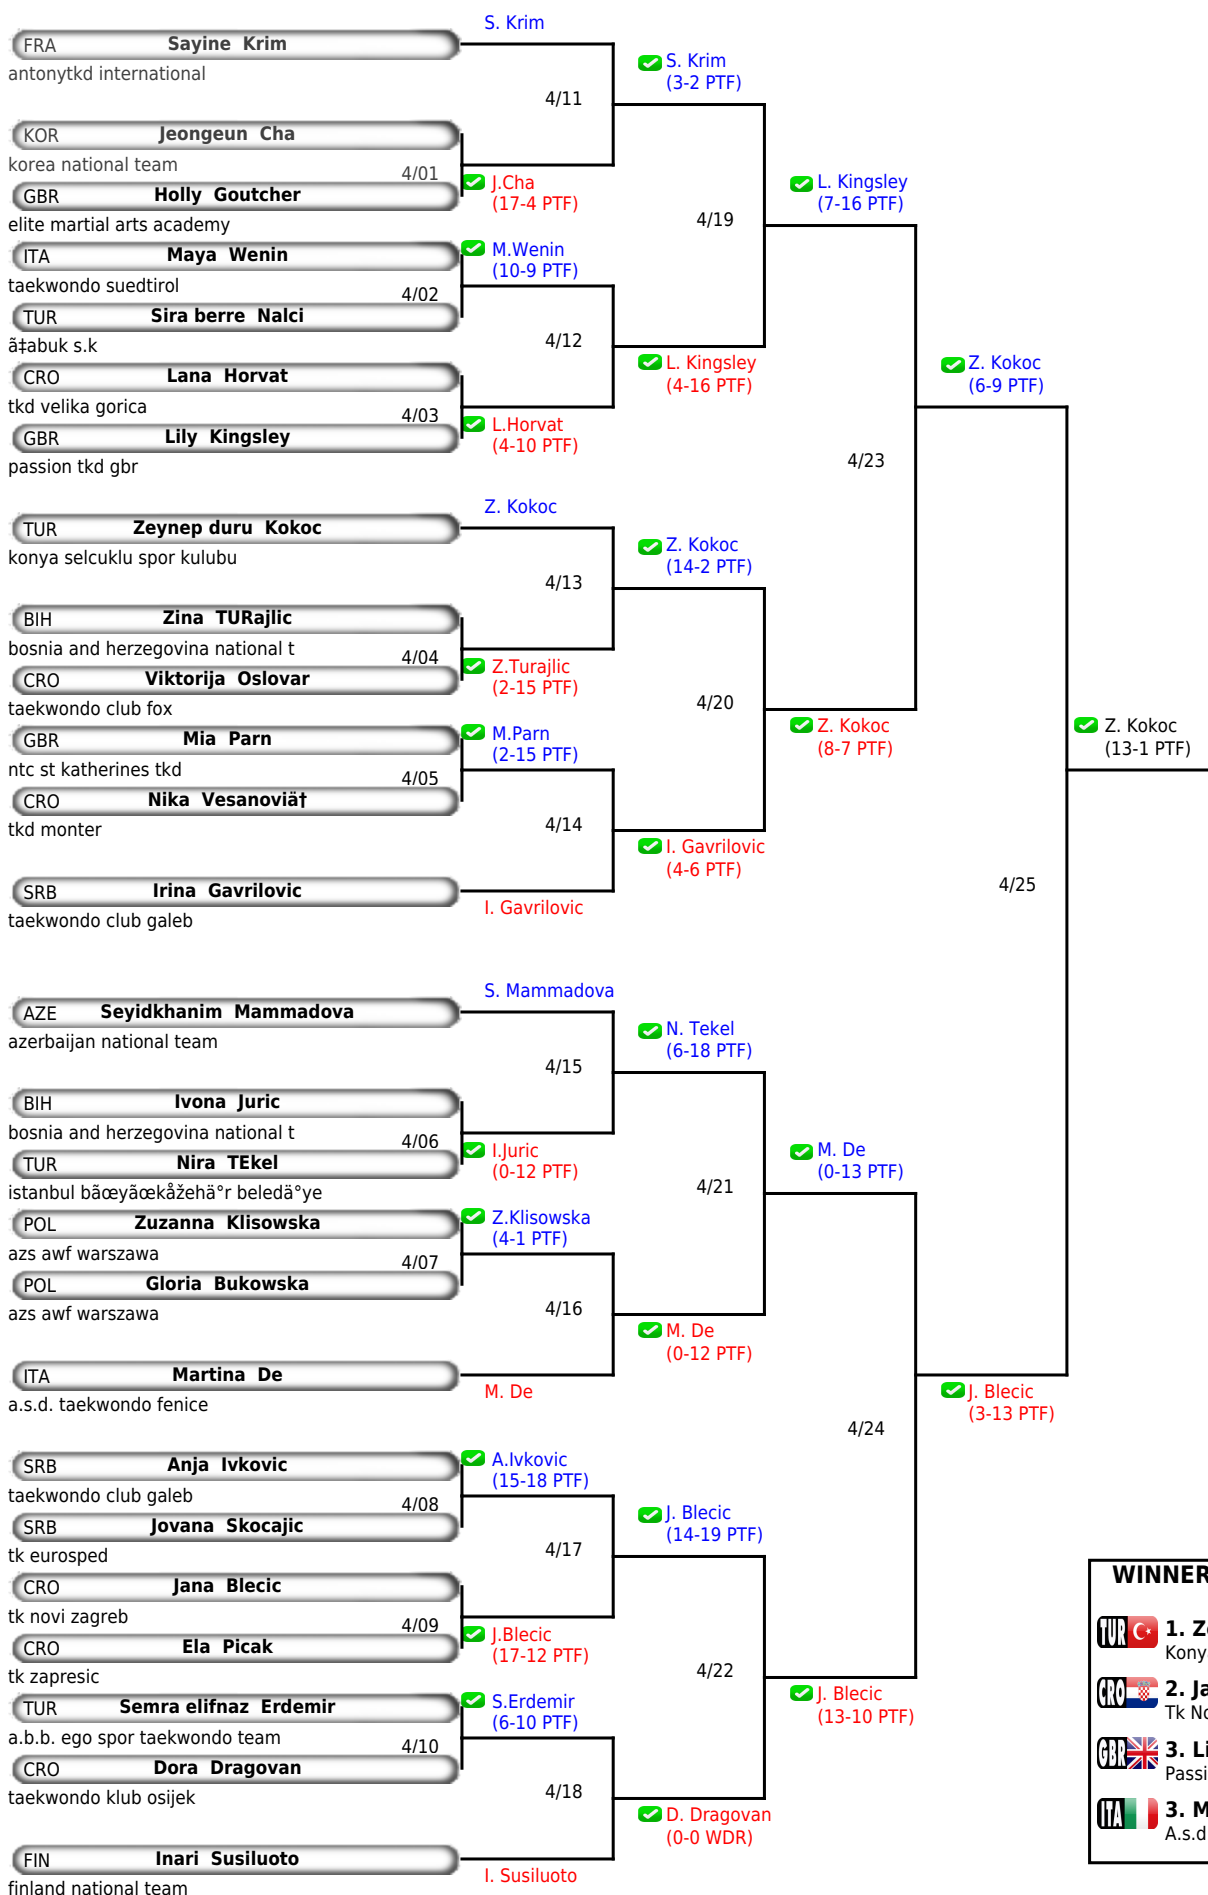 S. Krim
FRA Sayine Krim
antonytkd international
4/11
S. Krim
(3-2 PTF)
KOR Jeongeun Cha
korea national team
4/01
J.Cha
(17-4 PTF)
GBR Holly Goutcher
elite martial arts academy
4/19
L. Kingsley
(7-16 PTF)
ITA Maya Wenin
taekwondo suedtirol
4/02
M.Wenin
(10-9 PTF)
TUR Sira berre Nalci
ã‡abuk s.k
4/12
L. Kingsley
(4-16 PTF)
CRO Lana Horvat
tkd velika gorica
4/03
L.Horvat
(4-10 PTF)
GBR Lily Kingsley
passion tkd gbr
4/23
Z. Kokoc
(6-9 PTF)
Z. Kokoc
TUR Zeynep duru Kokoc
konya selcuklu spor kulubu
4/13
Z. Kokoc
(14-2 PTF)
BIH Zina TURajlic
bosnia and herzegovina national t
4/04
Z.Turajlic
(2-15 PTF)
CRO Viktorija Oslovar
taekwondo club fox
4/20
Z. Kokoc
(8-7 PTF)
GBR Mia Parn
ntc st katherines tkd
4/05
M.Parn
(2-15 PTF)
CRO Nika Vesanoviä†
tkd monter
4/14
I. Gavrilovic
(4-6 PTF)
SRB Irina Gavrilovic
taekwondo club galeb
I. Gavrilovic
4/25
Z. Kokoc
(13-1 PTF)
S. Mammadova
AZE Seyidkhanim Mammadova
azerbaijan national team
4/15
N. Tekel
(6-18 PTF)
BIH Ivona Juric
bosnia and herzegovina national t
4/06
I.Juric
(0-12 PTF)
TUR Nira TEkel
istanbul bãœyãœkåžehä°r beledä°ye
4/21
M. De
(0-13 PTF)
POL Zuzanna Klisowska
azs awf warszawa
4/07
Z.Klisowska
(4-1 PTF)
POL Gloria Bukowska
azs awf warszawa
4/16
M. De
(0-12 PTF)
ITA Martina De
a.s.d. taekwondo fenice
M. De
4/24
J. Blecic
(3-13 PTF)
SRB Anja Ivkovic
taekwondo club galeb
4/08
A.Ivkovic
(15-18 PTF)
SRB Jovana Skocajic
tk eurosped
4/17
J. Blecic
(14-19 PTF)
CRO Jana Blecic
tk novi zagreb
4/09
J.Blecic
(17-12 PTF)
CRO Ela Picak
tk zapresic
4/22
J. Blecic
(13-10 PTF)
TUR Semra elifnaz Erdemir
a.b.b. ego spor taekwondo team
4/10
S.Erdemir
(6-10 PTF)
CRO Dora Dragovan
taekwondo klub osijek
4/18
D. Dragovan
(0-0 WDR)
FIN Inari Susiluoto
finland national team
I. Susiluoto
WINNER
TUR 1. Z
Kony
CRO 2. Ja
Tk No
GBR 3. Li
Passi
ITA 3. M
A.s.d